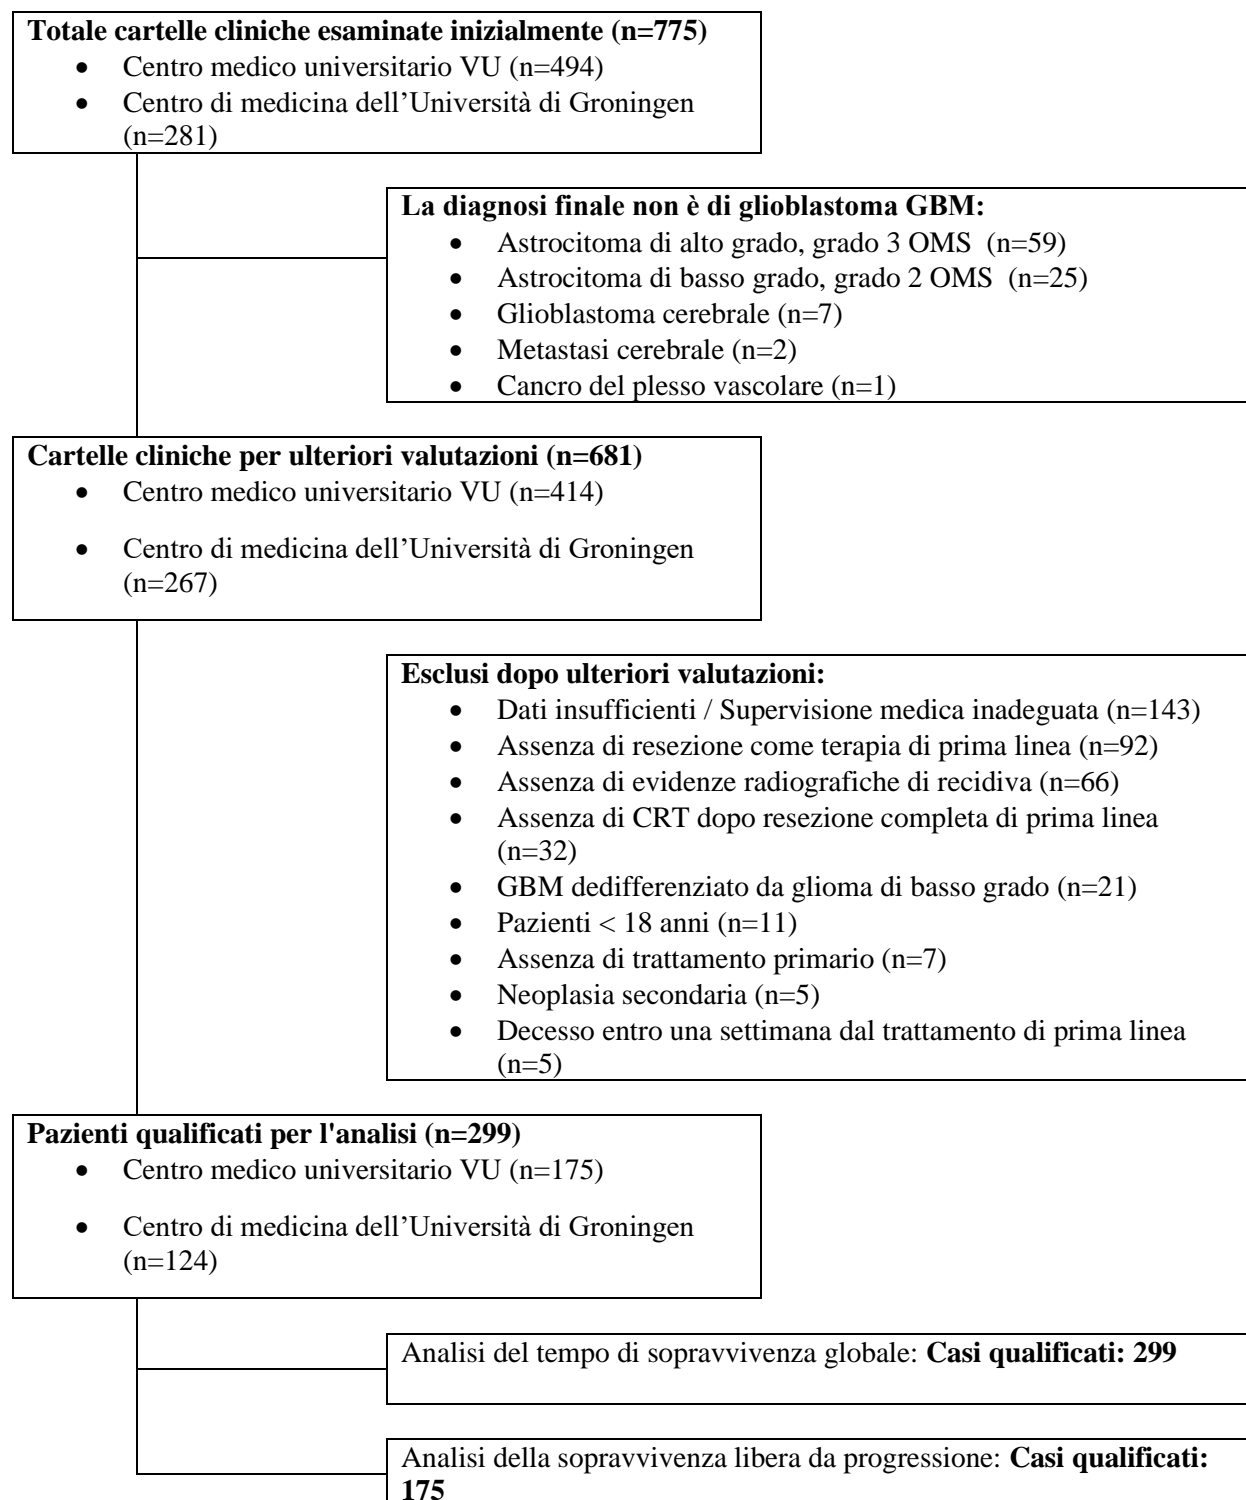 Totale cartelle cliniche esaminate inizialmente (n=775)
• Centro medico universitario VU (n=494)
• Centro di medicina dell’Università di Groningen
(n=281)
La diagnosi finale non è di glioblastoma GBM:
• Astrocitoma di alto grado, grado 3 OMS (n=59)
• Astrocitoma di basso grado, grado 2 OMS (n=25)
• Glioblastoma cerebrale (n=7)
• Metastasi cerebrale (n=2)
• Cancro del plesso vascolare (n=1)
Cartelle cliniche per ulteriori valutazioni (n=681)
• Centro medico universitario VU (n=414)
• Centro di medicina dell’Università di Groningen
(n=267)
Esclusi dopo ulteriori valutazioni:
• Dati insufficienti / Supervisione medica inadeguata (n=143)
• Assenza di resezione come terapia di prima linea (n=92)
• Assenza di evidenze radiografiche di recidiva (n=66)
• Assenza di CRT dopo resezione completa di prima linea
(n=32)
• GBM dedifferenziato da glioma di basso grado (n=21)
• Pazienti < 18 anni (n=11)
• Assenza di trattamento primario (n=7)
• Neoplasia secondaria (n=5)
• Decesso entro una settimana dal trattamento di prima linea
(n=5)
Pazienti qualificati per l'analisi (n=299)
• Centro medico universitario VU (n=175)
• Centro di medicina dell’Università di Groningen
(n=124)
Analisi del tempo di sopravvivenza globale: Casi qualificati: 299
Analisi della sopravvivenza libera da progressione: Casi qualificati:
175